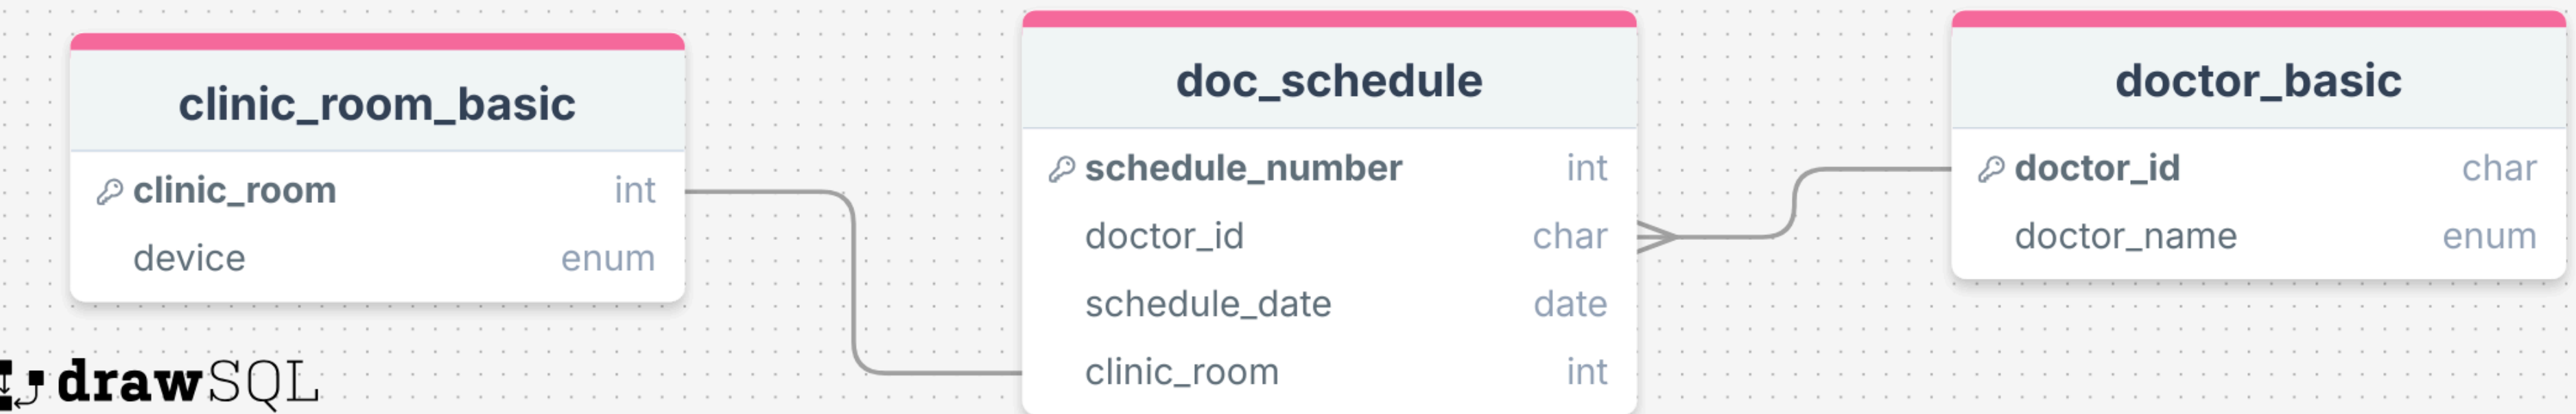 clinic_room_basic
clinic_room int
device enum
doc_schedule
schedule_number int
doctor_id char
schedule_date date
clinic_room int
doctor_basic
doctor_id char
doctor_name enum
drawSQL